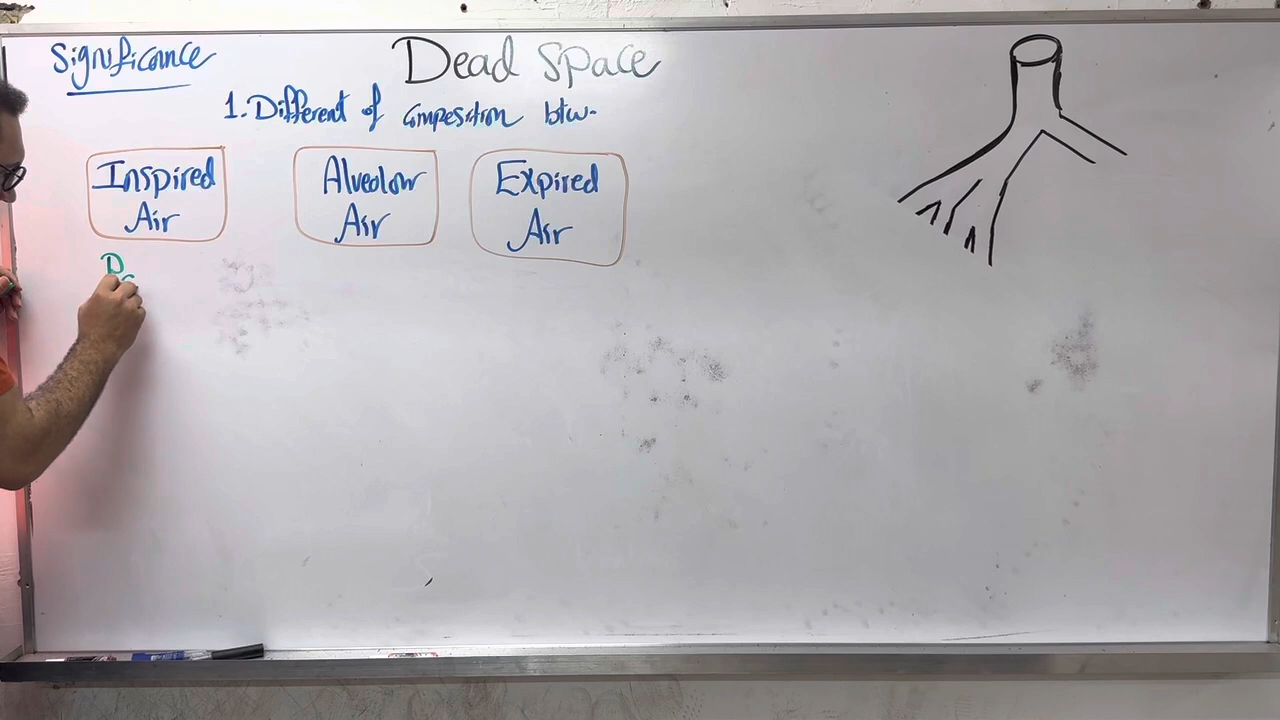 Significance
Dead Space
1. Different of composition btw.
Inspired
Air
Alveolar
Air
Expired
Air
P